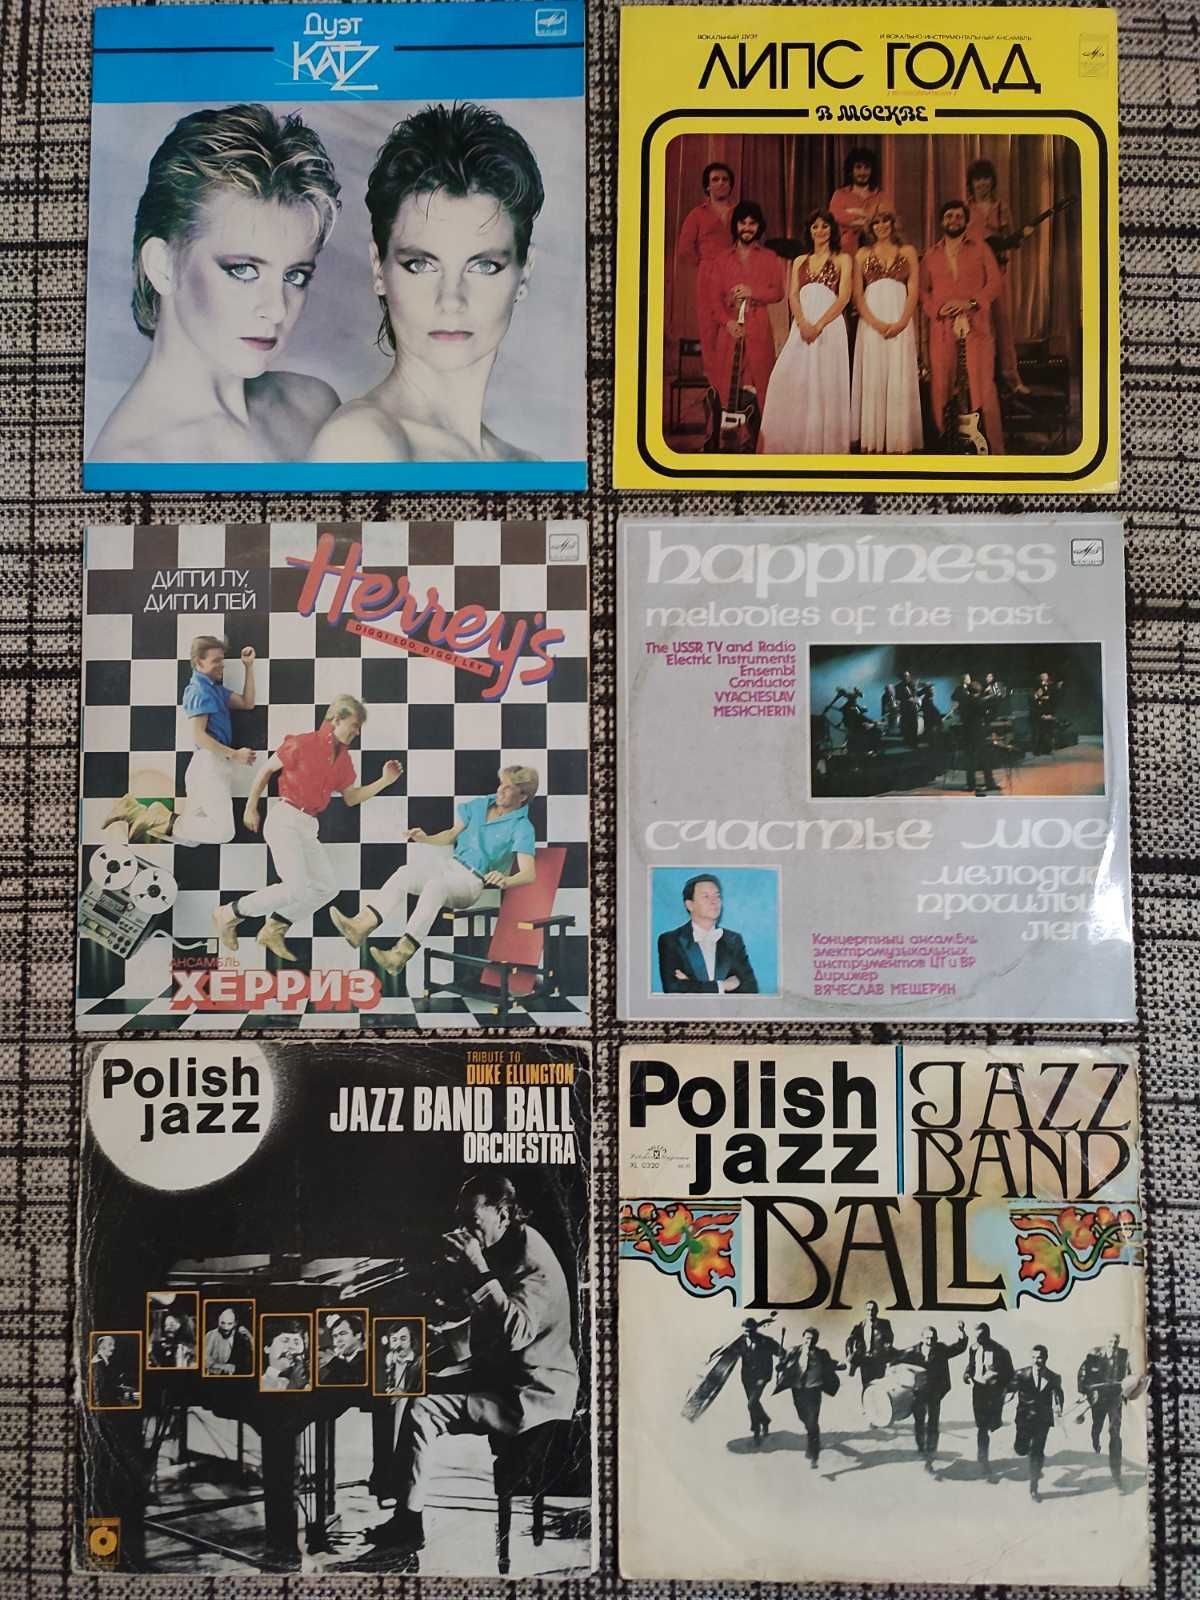 Дуэт
KATZ
ВОКАЛЬНЫЙ ДУЭТ
И ВОКАЛЬНО-ИНСТРУМЕНТАЛЬНЫЙ АНСАМБЛЬ
ЛИПС ГОЛД
В МОСКВЕ
ДИГГИ ЛУ,
ДИГГИ ЛЕЙ
Herrey's
DIGGI LOO, DIGGI LEY.
АНСАМБЛЬ
ХЕРРИЗ
happiness
melodies of the past
The USSR TV and Radio
Electric Instruments
Ensembl
Conductor
VYACHESLAV
MESHCHERIN
счастье мое
мелодии
прошлых
лет
Концертный ансамбль
электромузыкальных
инструментов ЦТ и ВР
Дирижер
ВЯЧЕСЛАВ МЕЩЕРИН
Polish
jazz
TRIBUTE TO
DUKE ELLINGTON
JAZZ BAND BALL
ORCHESTRA
Polish
jazz
XL 0320
JAZZ
BAND
BALL